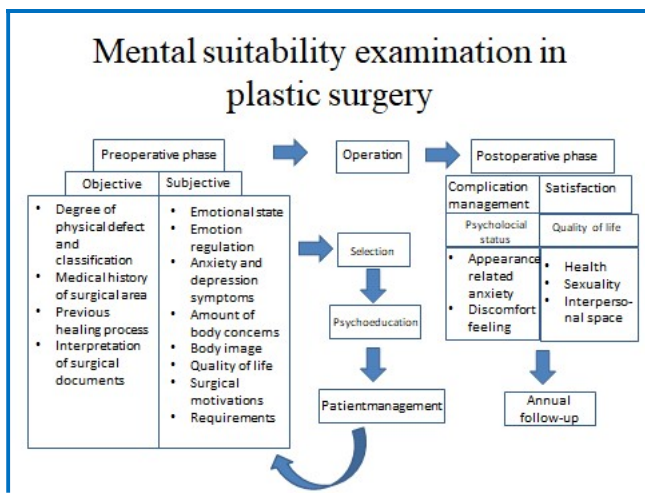 Mental suitability examination in
plastic surgery
Preoperative phase
Operation
Postoperative phase
Objective
Subjective
• Degree of
physical defect
and
classification
• Medical history
of surgical area
• Previous
healing process
• Interpretation
of surgical
documents
• Emotional state
• Emotion
regulation
• Anxiety and
depression
symptoms
• Amount of
body concerns
• Body image
• Quality of life
• Surgical
motivations
• Requirements
Selection
Psychoeducation
Patientmanagement
Complication
management
Satisfaction
Psycholocial
status
Quality of life
• Appearance
related
anxiety
• Discomfort
feeling
• Health
• Sexuality
• Interperso-
nal space
Annual
follow-up